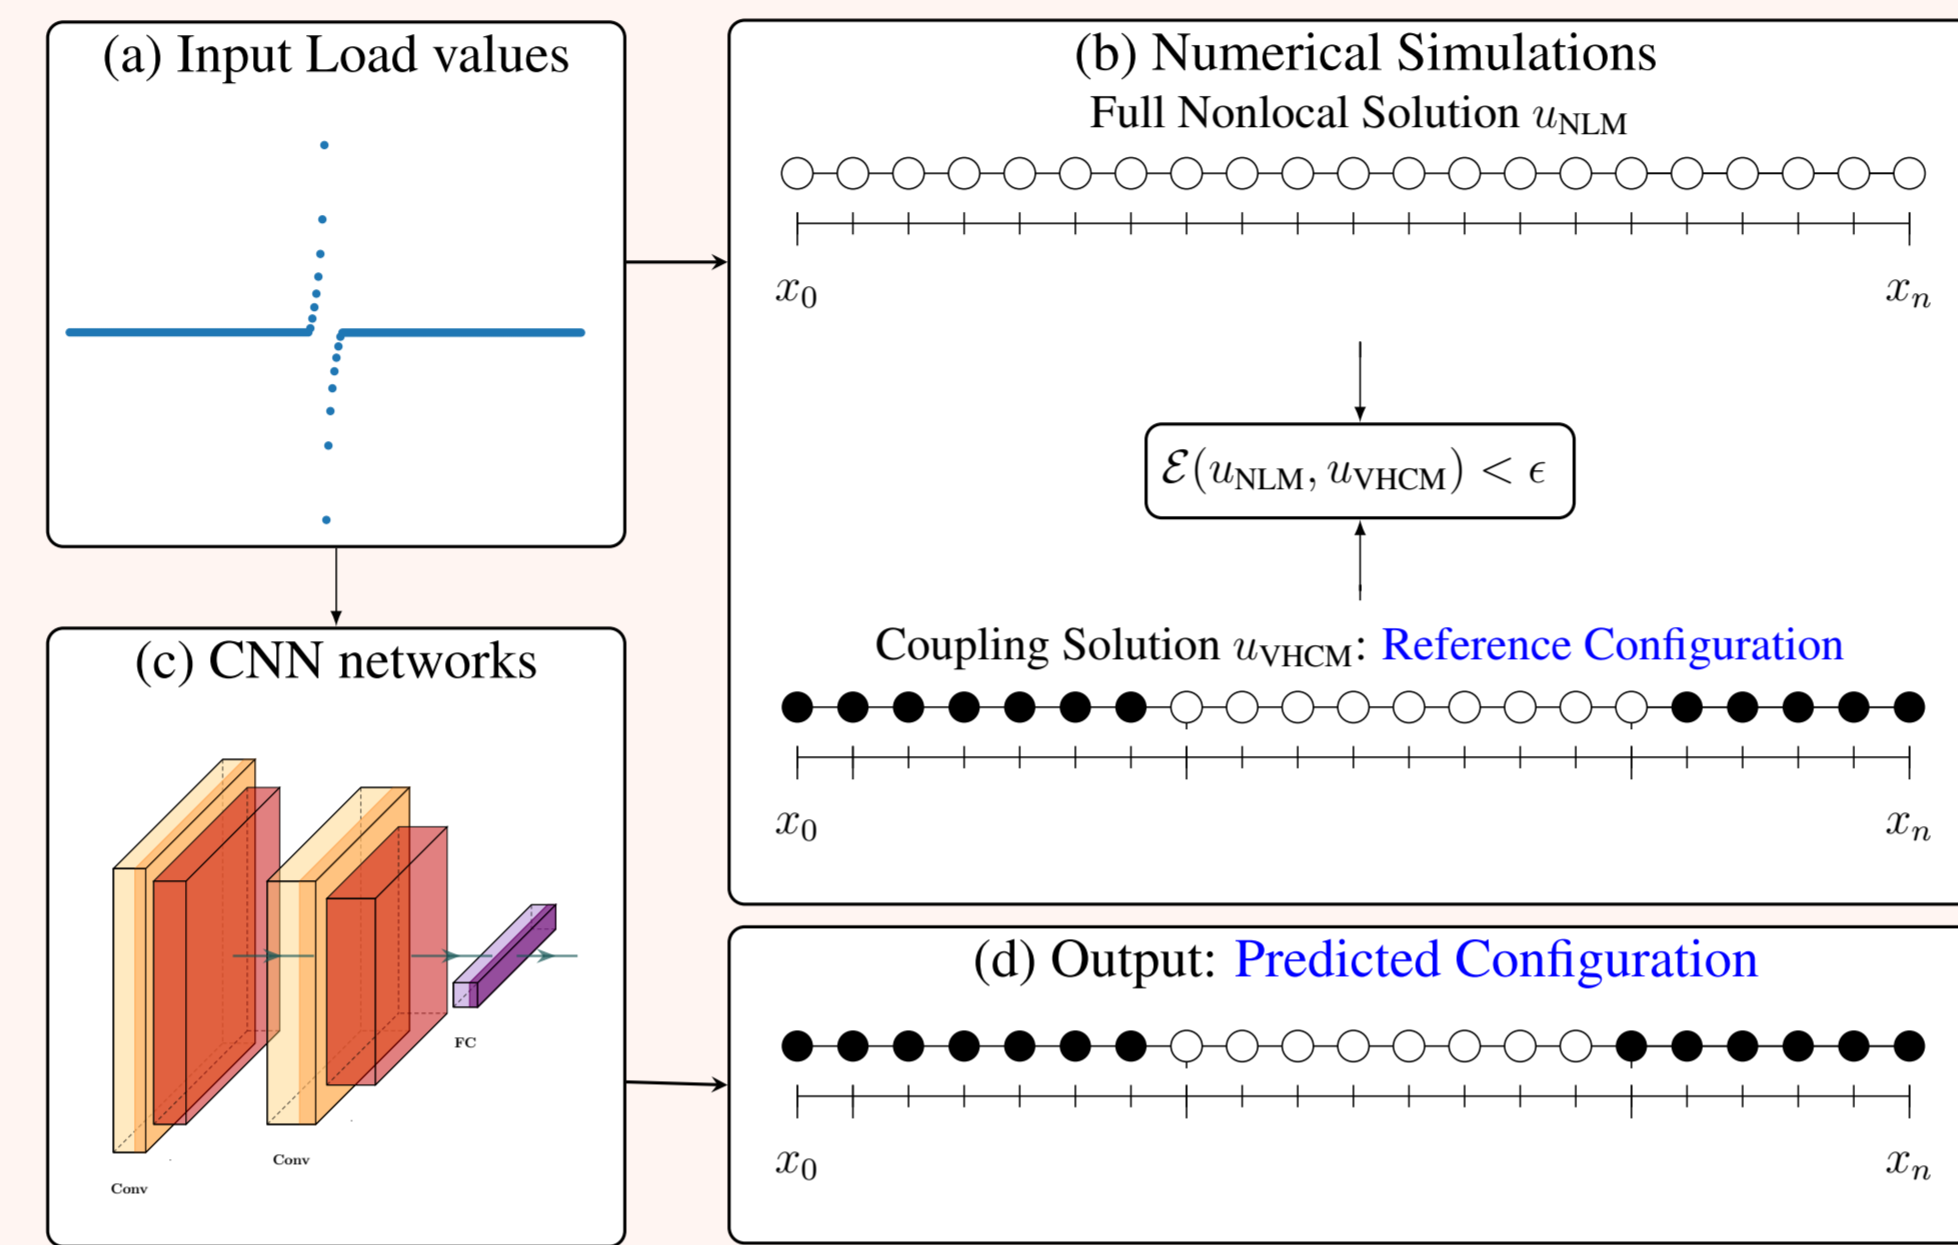 (a) Input Load values
(b) Numerical Simulations
Full Nonlocal Solution u_NLM
x_0
x_n
ℰ(u_NLM, u_VHCM) < ϵ
Coupling Solution u_VHCM: Reference Configuration
x_0
x_n
(c) CNN networks
FC
Conv
Conv
(d) Output: Predicted Configuration
x_0
x_n